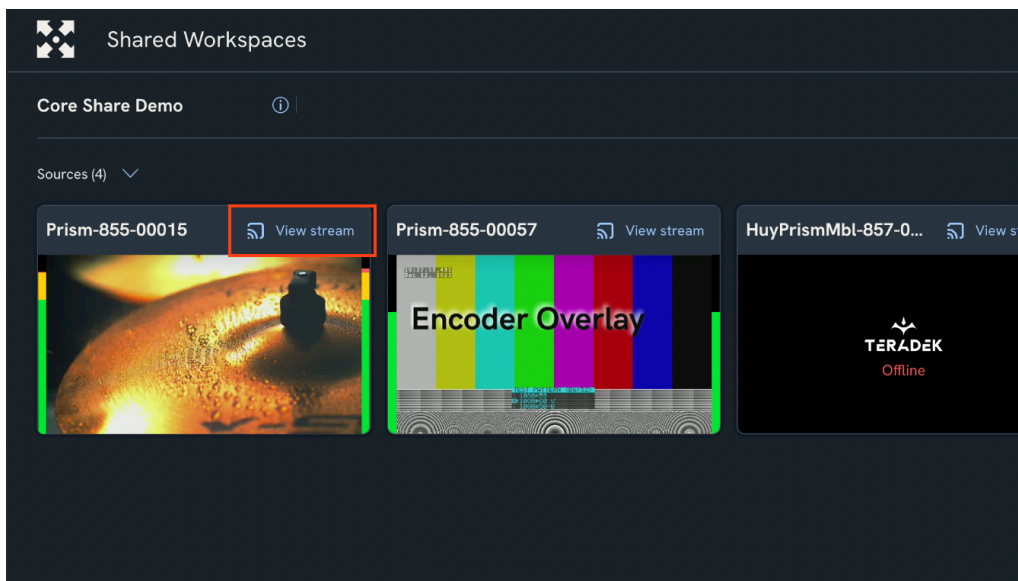 Shared Workspaces
Core Share Demo
Sources (4)
Prism-855-00015
View stream
Prism-855-00057
View stream
HuyPrismMbl-857-0...
View s
Encoder Overlay
TERADEK
Offline